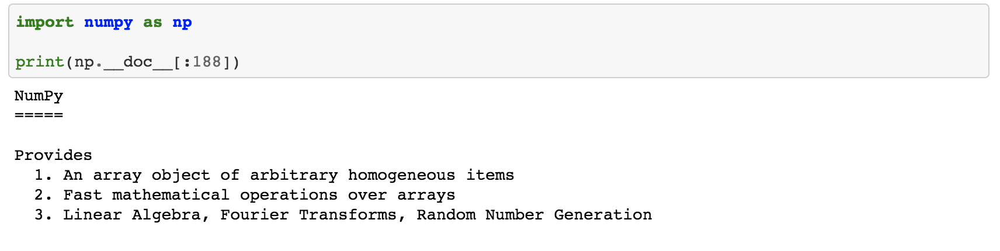 import numpy as np
print(np.__doc__[:188])
NumPy
=====
Provides
  1. An array object of arbitrary homogeneous items
  2. Fast mathematical operations over arrays
  3. Linear Algebra, Fourier Transforms, Random Number Generation